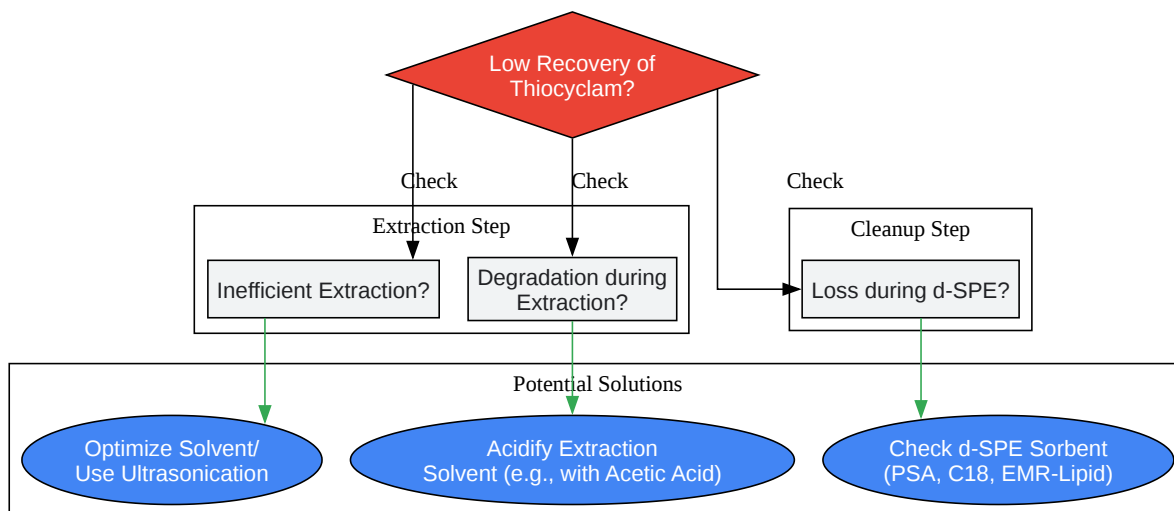 Low Recovery of
Thiocyclam?
Check
Check
Check
Extraction Step
Cleanup Step
Inefficient Extraction?
Degradation during
Extraction?
Loss during d-SPE?
Potential Solutions
Optimize Solvent/
Use Ultrasonication
Acidify Extraction
Solvent (e.g., with Acetic Acid)
Check d-SPE Sorbent
(PSA, C18, EMR-Lipid)